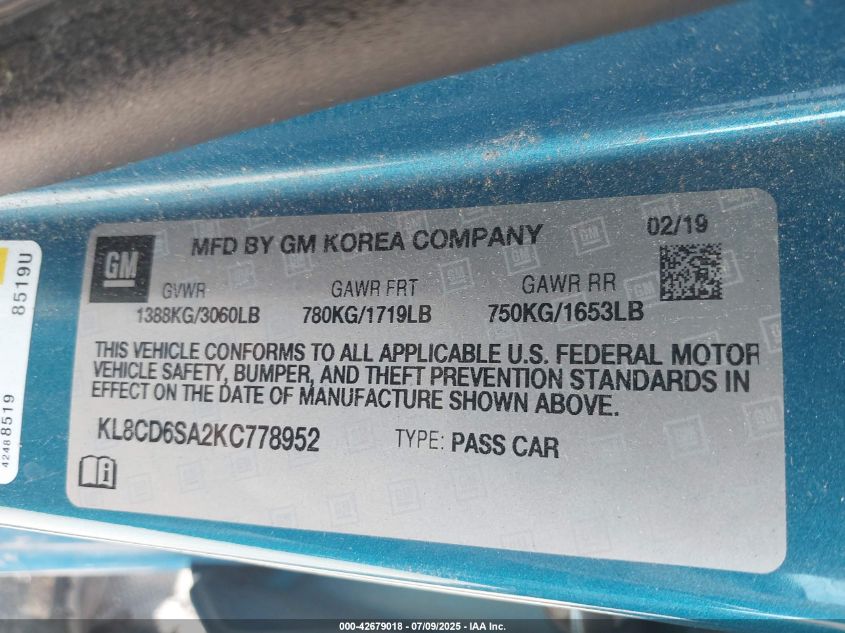 GM
MFD BY GM KOREA COMPANY
02/19
GVWR GAWR FRT GAWR RR
1388KG/3060LB 780KG/1719LB 750KG/1653LB
THIS VEHICLE CONFORMS TO ALL APPLICABLE U.S. FEDERAL MOTOR
VEHICLE SAFETY, BUMPER, AND THEFT PREVENTION STANDARDS IN
EFFECT ON THE DATE OF MANUFACTURE SHOWN ABOVE.
KL8CD6SA2KC778952 TYPE: PASS CAR
8519U
42488519
000-42679018 - 07/09/2025 - IAA Inc.